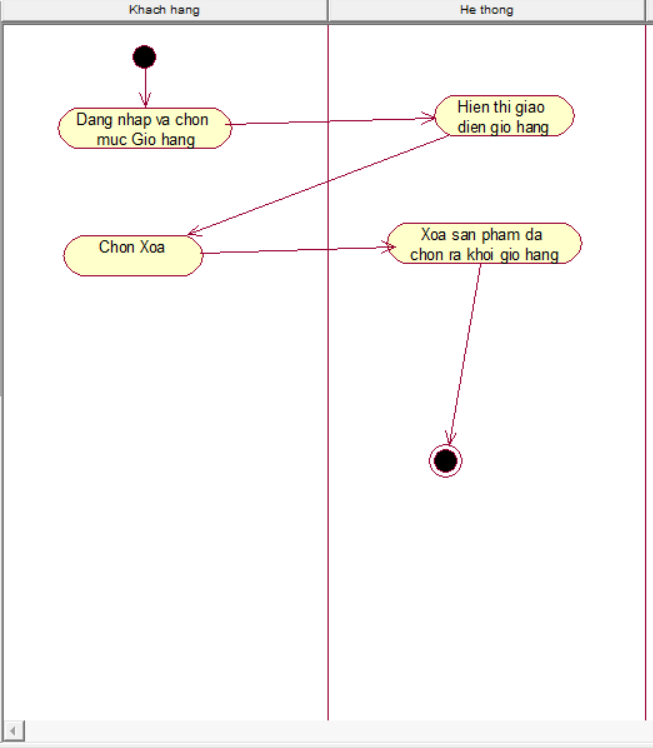 Khach hang
He thong
Dang nhap va chon
muc Gio hang
Hien thi giao
dien gio hang
Chon Xoa
Xoa san pham da
chon ra khoi gio hang